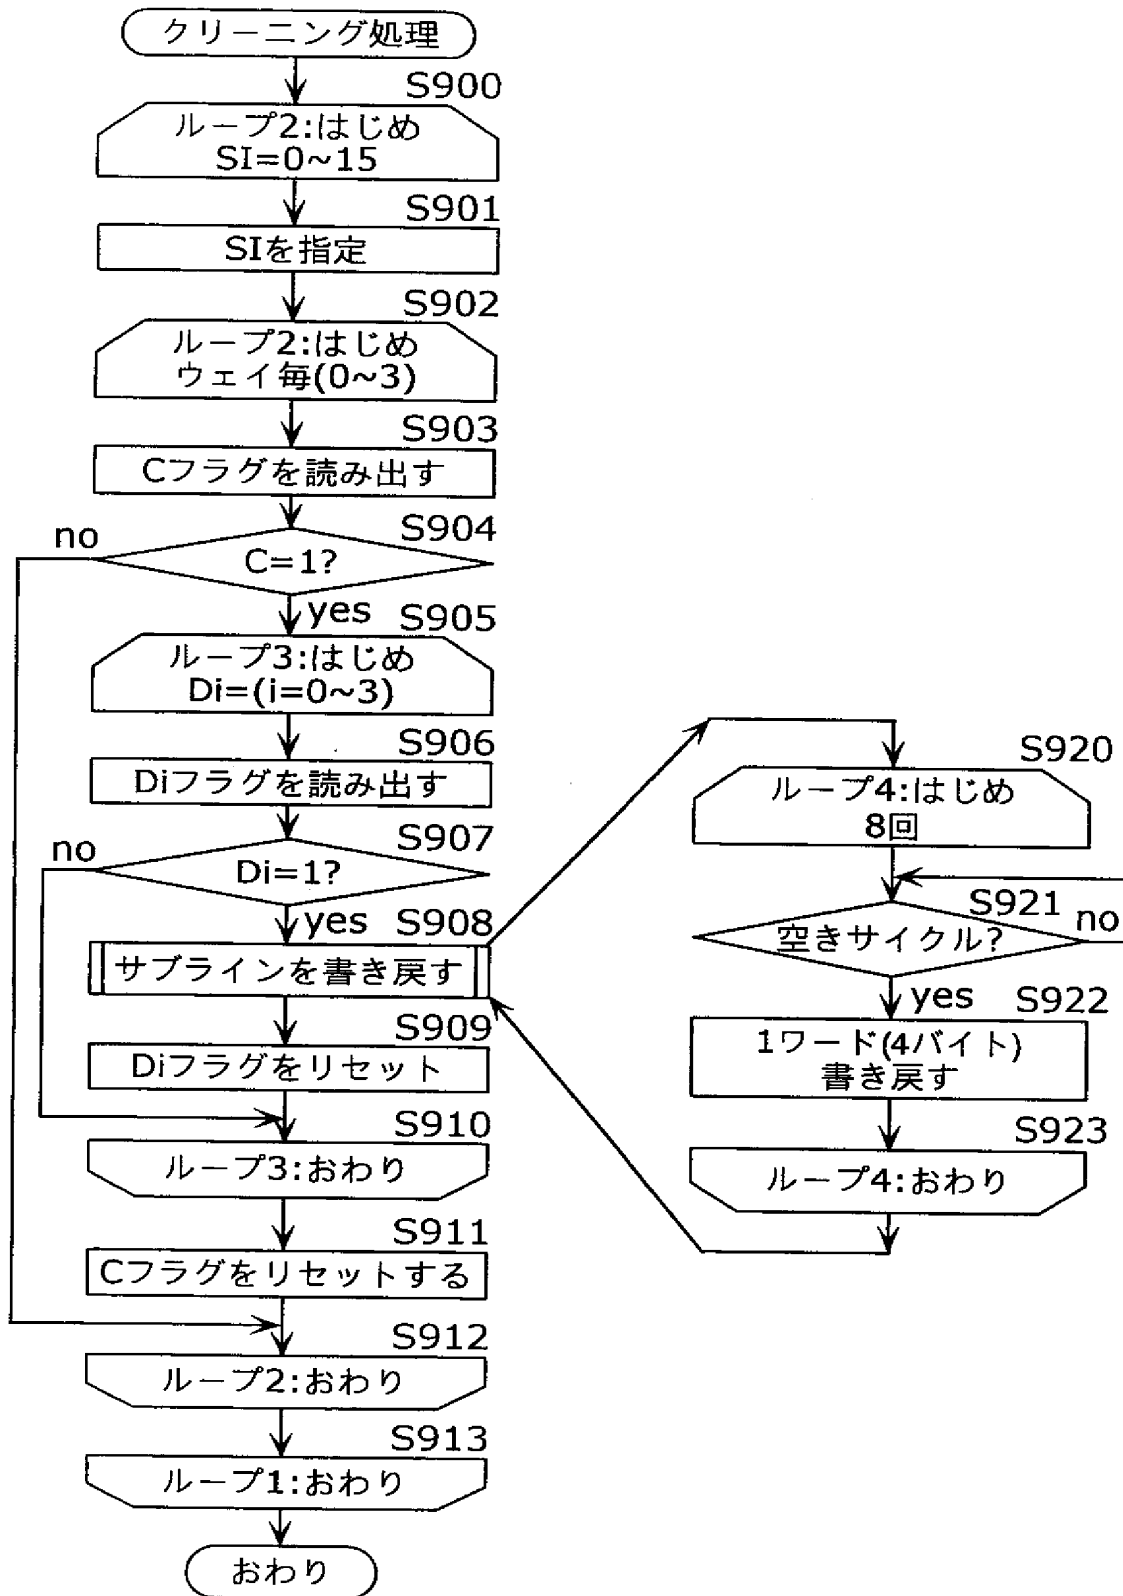 クリーニング処理
S900
ループ2:はじめ
SI=0~15
S901
SIを指定
S902
ループ2:はじめ
ウェイ毎(0~3)
S903
Cフラグを読み出す
S904
no
C=1?
yes
S905
ループ3:はじめ
Di=(i=0~3)
S906
Diフラグを読み出す
S907
no
Di=1?
yes
S908
サブラインを書き戻す
S909
Diフラグをリセット
S910
ループ3:おわり
S911
Cフラグをリセットする
S912
ループ2:おわり
S913
ループ1:おわり
おわり
S920
ループ4:はじめ
8回
S921
空きサイクル?
no
yes
S922
1ワード(4バイト)
書き戻す
S923
ループ4:おわり